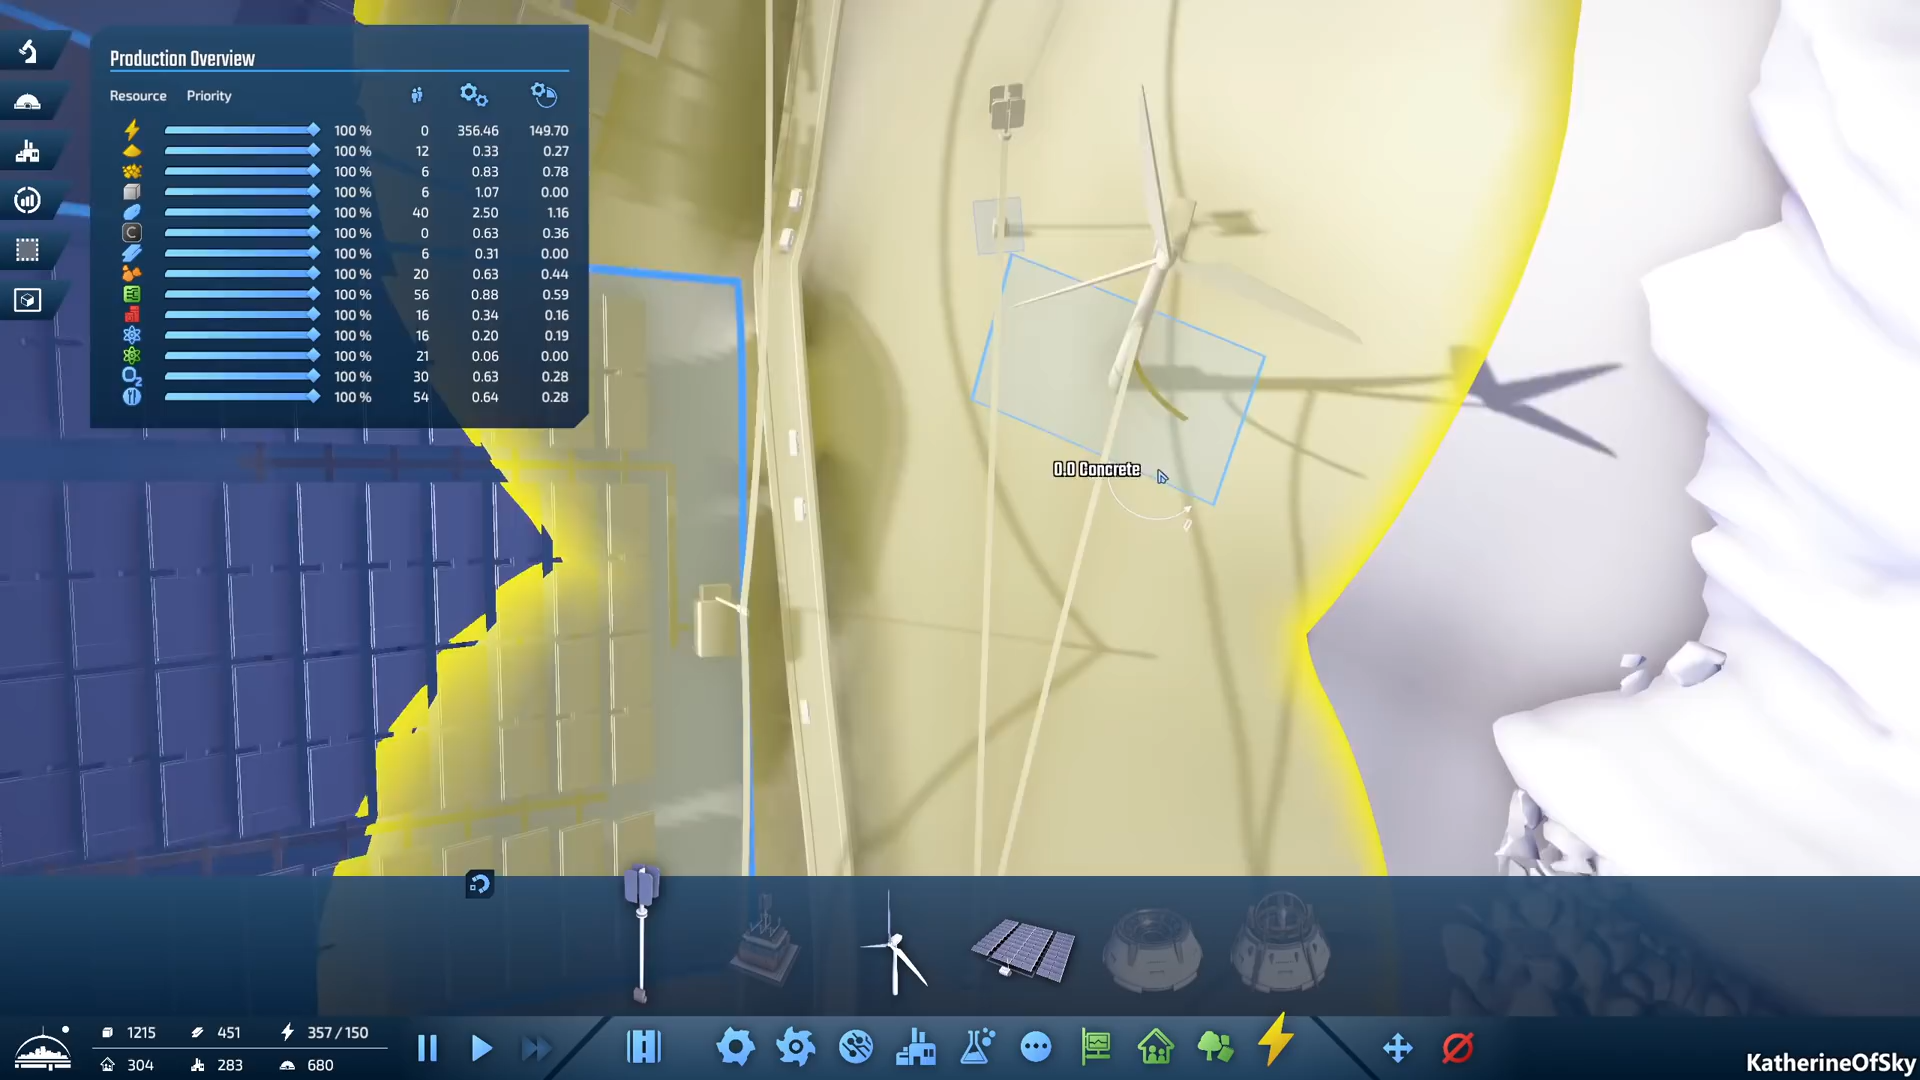 Production Overview
Resource Priority
100 % 0 356.46 149.70
100 % 12 0.33 0.27
100 % 6 0.83 0.78
100 % 6 1.07 0.00
100 % 40 2.50 1.16
C 100 % 0 0.63 0.36
100 % 6 0.31 0.00
100 % 20 0.63 0.44
100 % 56 0.88 0.59
100 % 16 0.34 0.16
100 % 16 0.20 0.19
100 % 21 0.06 0.00
O2 100 % 30 0.63 0.28
100 % 54 0.64 0.28
0.0 Concrete
1215 451 357/150
304 283 680
KatherineOfSky